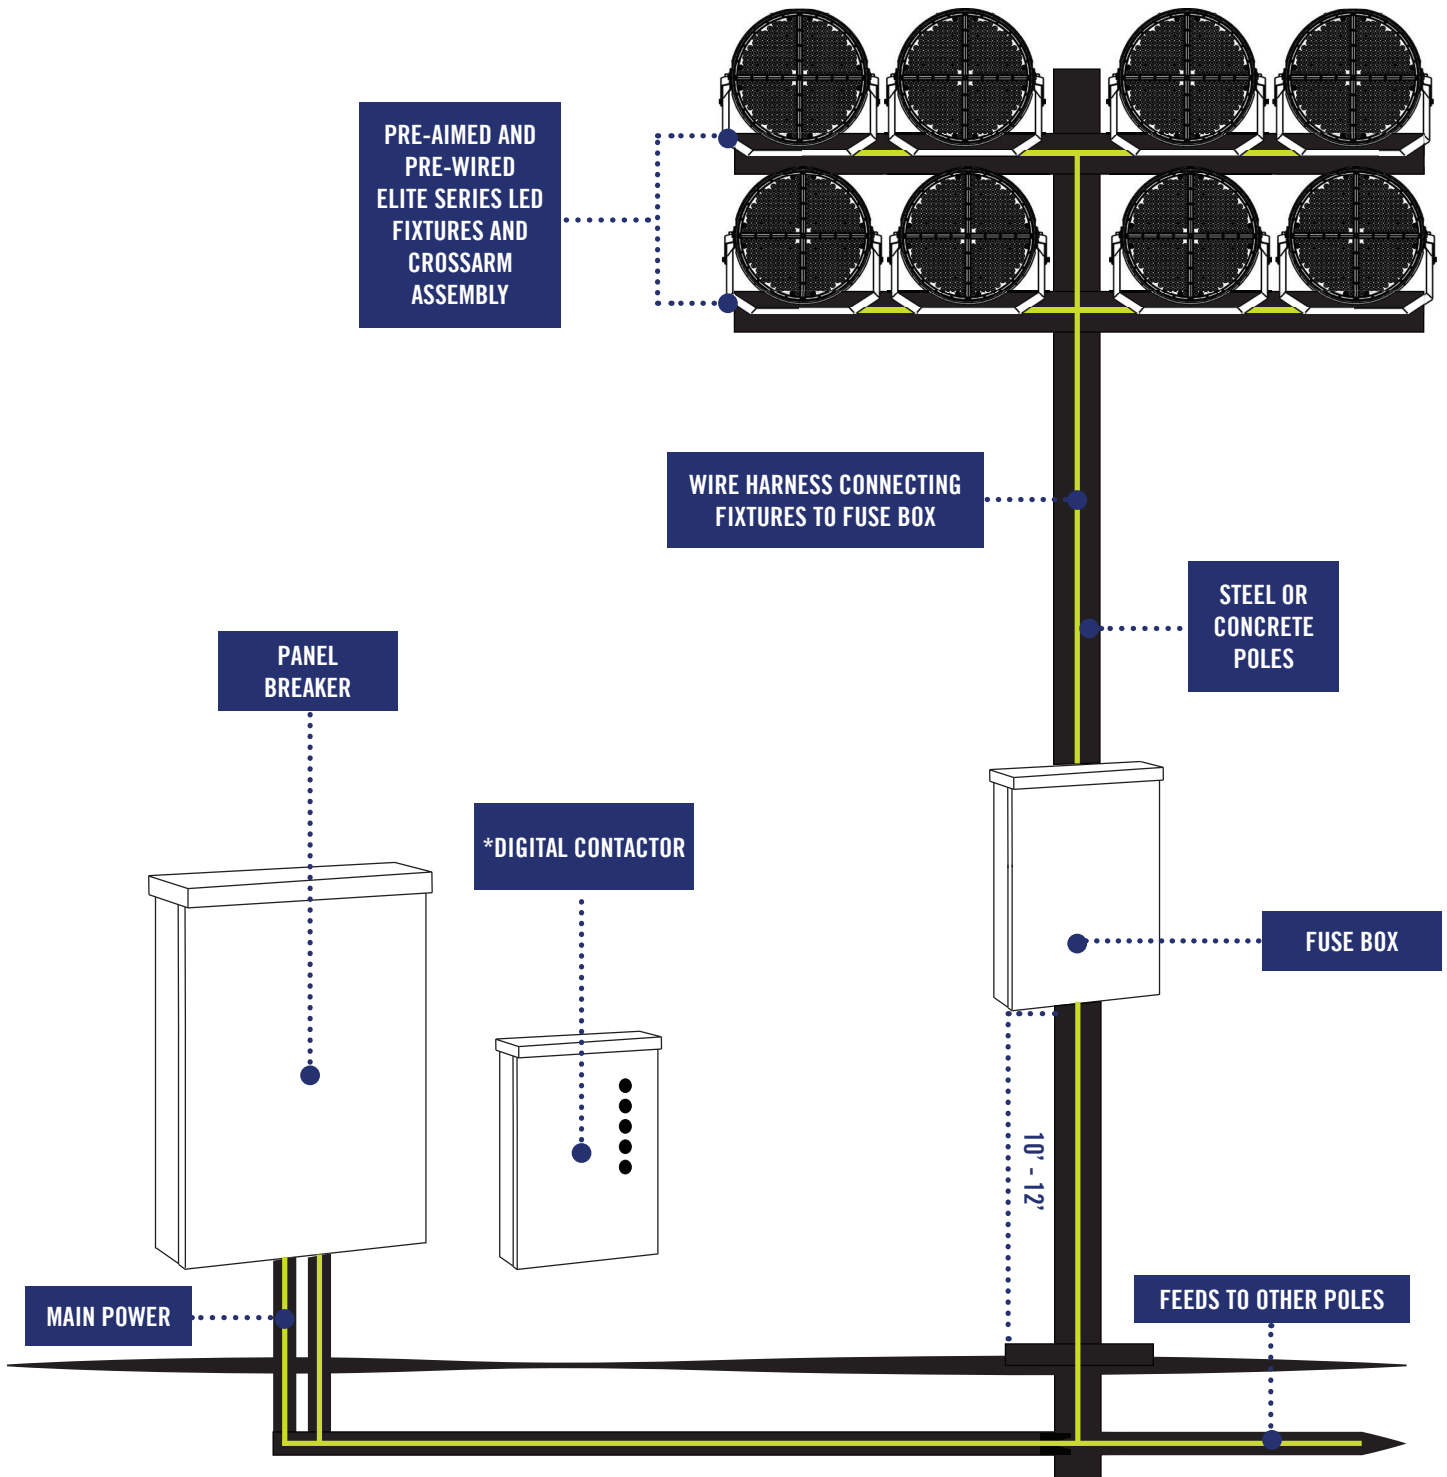 PRE-AIMED AND
PRE-WIRED
ELITE SERIES LED
FIXTURES AND
CROSSARM
ASSEMBLY
WIRE HARNESS CONNECTING
FIXTURES TO FUSE BOX
STEEL OR
CONCRETE
POLES
PANEL
BREAKER
*DIGITAL CONTACTOR
FUSE BOX
10' - 12'
MAIN POWER
FEEDS TO OTHER POLES